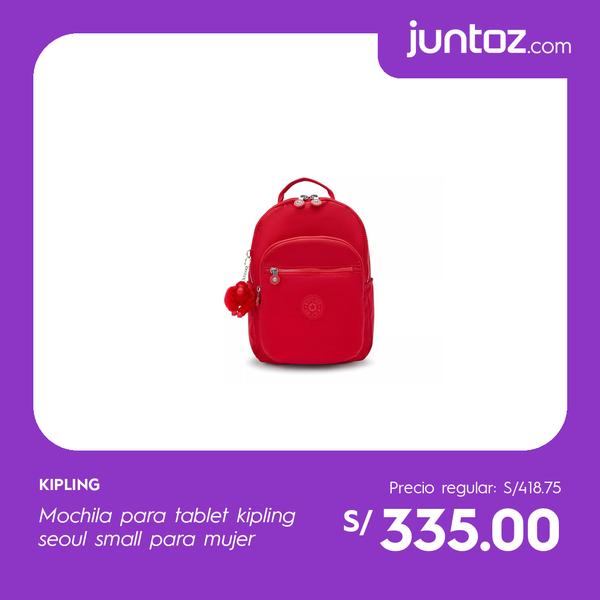 juntoz.com
KIPLING
Mochila para tablet kipling
seoul small para mujer
Precio regular: S/418.75
S/335.00